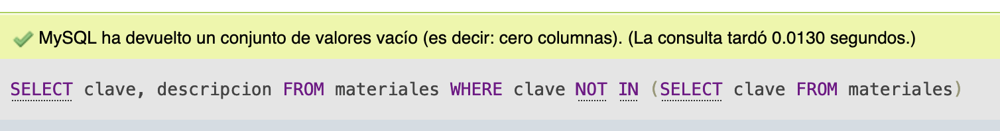 MySQL ha devuelto un conjunto de valores vacío (es decir: cero columnas). (La consulta tardó 0.0130 segundos.)
SELECT clave, descripcion FROM materiales WHERE clave NOT IN (SELECT clave FROM materiales)